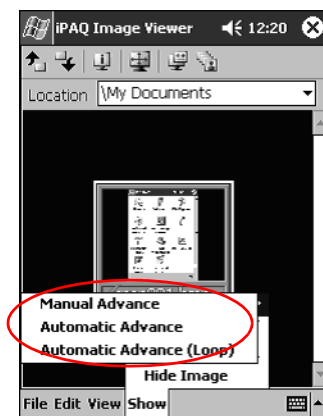 iPAQ Image Viewer 12:20
Location \My Documents
Manual Advance
Automatic Advance
Automatic Advance (Loop)
Hide Image
File Edit View Show